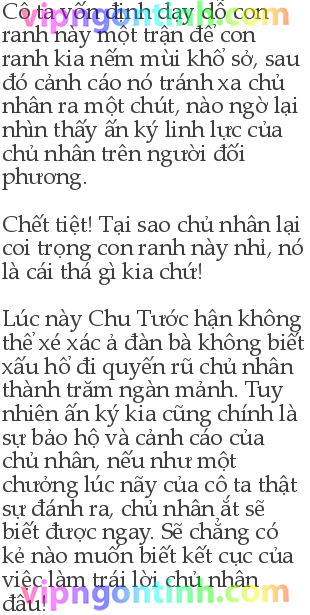 Cô ta vốn định dạy dỗ con
vipngontinh.com
ranh này một trận để con
ranh kia nếm mùi khổ sở, sau
đó cảnh cáo nó tránh xa chủ
nhân ra một chút, nào ngờ lại
nhìn thấy ấn ký linh lực của
chủ nhân trên người đối
phương.
Chết tiệt! Tại sao chủ nhân lại
coi trọng con ranh này nhỉ, nó
là cái thá gì kia chứ!
Lúc này Chu Tước hận không
thể xé xác ả đàn bà không biết
xấu hổ đi quyến rũ chủ nhân
thành trăm ngàn mảnh. Tuy
nhiên ấn ký kia cũng chính là
sự bảo hộ và cảnh cáo của
chủ nhân, nếu như một
chưởng lúc nãy của cô ta thật
sự đánh ra, chủ nhân ắt sẽ
biết được ngay. Sẽ chẳng có
kẻ nào muốn biết kết cục của
việc làm trái lời chủ nhân
vipngontinh.com
đâu!